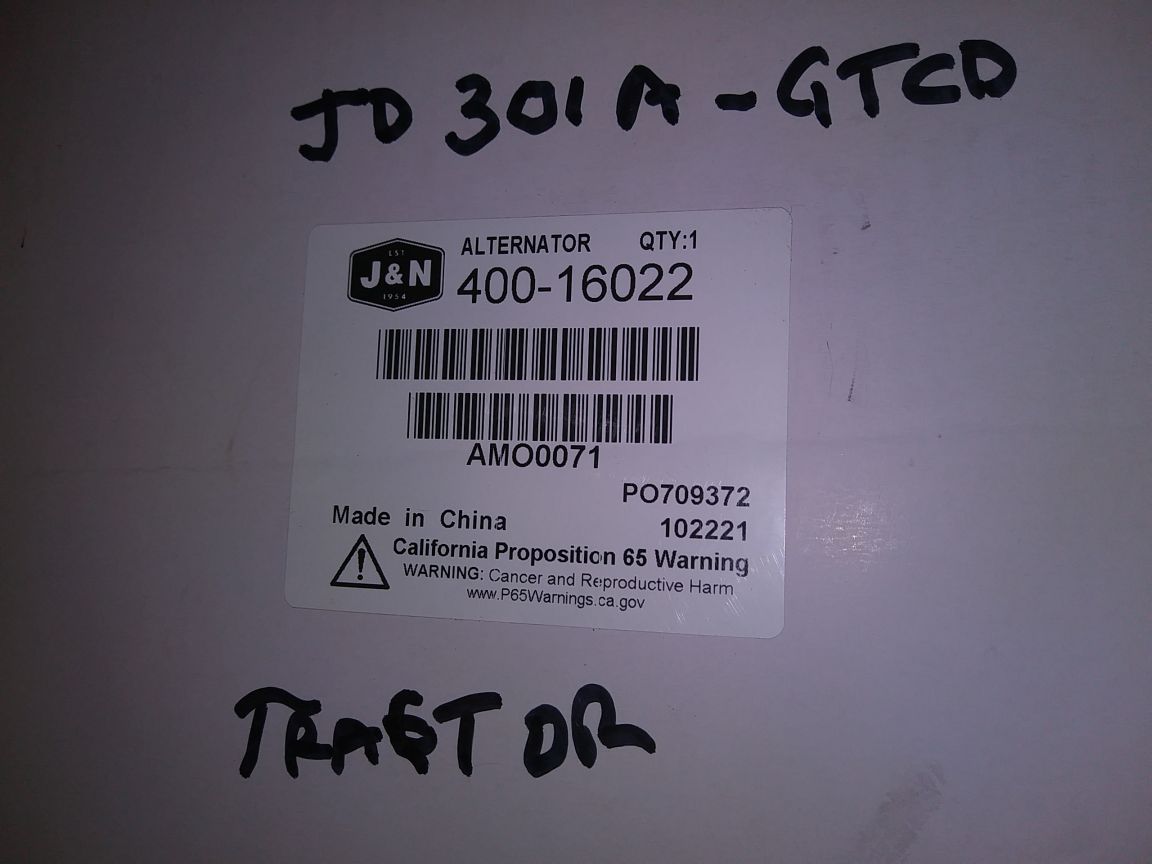 JD 301A-GTCD
EST
J&N
1954
ALTERNATOR QTY:1
400-16022
AMO0071
PO709372
Made in China 102221
California Proposition 65 Warning
WARNING: Cancer and Reproductive Harm
www.P65Warnings.ca.gov
TRACTOR